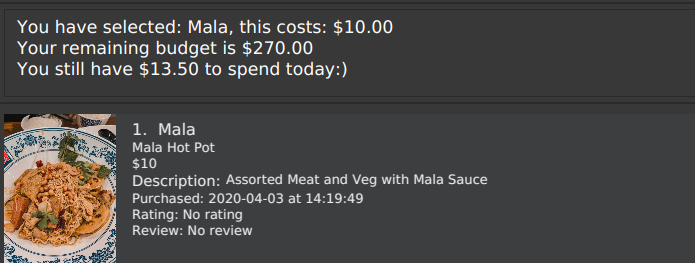 You have selected: Mala, this costs: $10.00
Your remaining budget is $270.00
You still have $13.50 to spend today:)
1.  Mala
Mala Hot Pot
$10
Description: Assorted Meat and Veg with Mala Sauce
Purchased: 2020-04-03 at 14:19:49
Rating: No rating
Review: No review